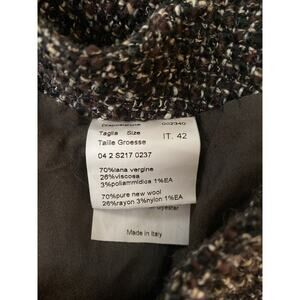 002340
Taglia Size
IT. 42
Taille Groesse
04 2 S217 0237
70%lana vergine
26%viscosa
3%poliammidica 1%EA
70%pure new wool
26%rayon 3%nylon 1%EA
Made in Italy